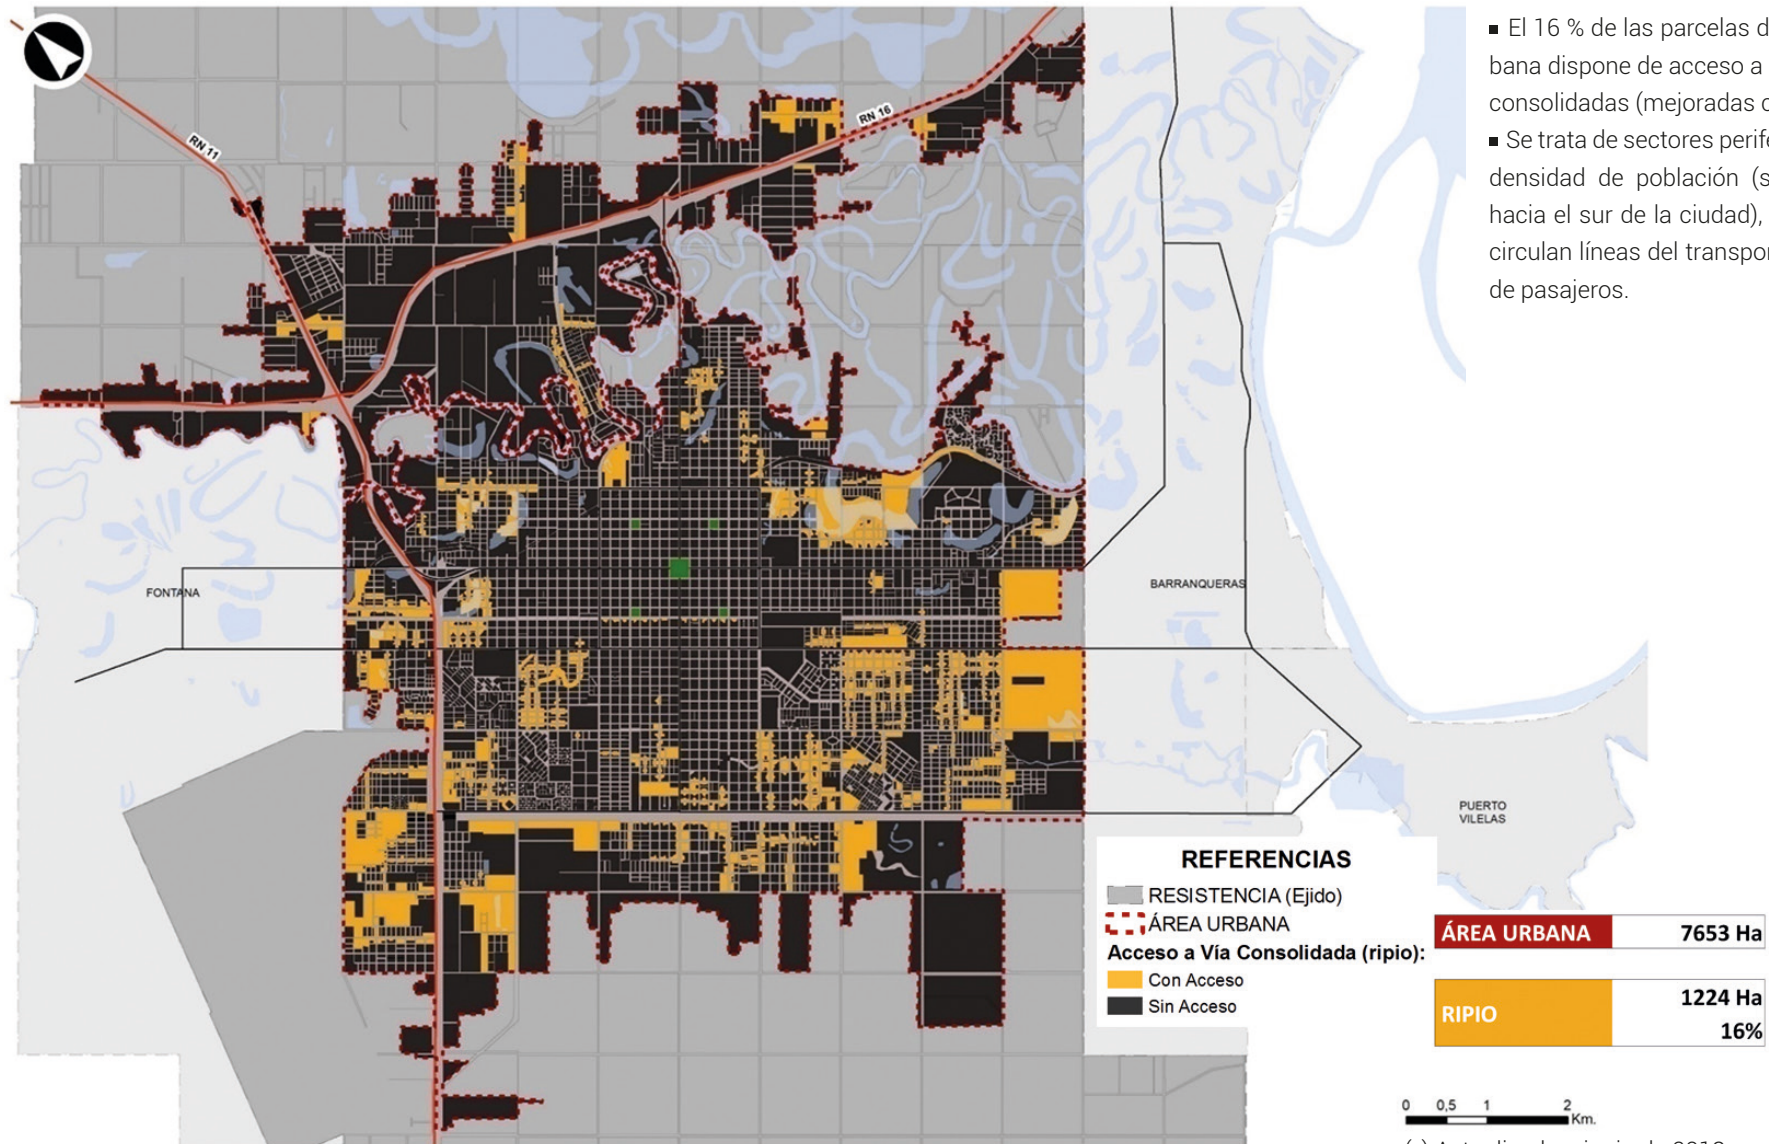 ▪ El 16 % de las parcelas d
bana dispone de acceso a
consolidadas (mejoradas
▪ Se trata de sectores perif
densidad de población (s
hacia el sur de la ciudad),
circulan líneas del transpor
de pasajeros.
RN 11
RN 16
FONTANA
BARRANQUERAS
PUERTO
VILELAS
REFERENCIAS
RESISTENCIA (Ejido)
ÁREA URBANA
Acceso a Vía Consolidada (ripio):
Con Acceso
Sin Acceso
ÁREA URBANA 7653 Ha
RIPIO 1224 Ha
16%
0 0,5 1 2
Km.